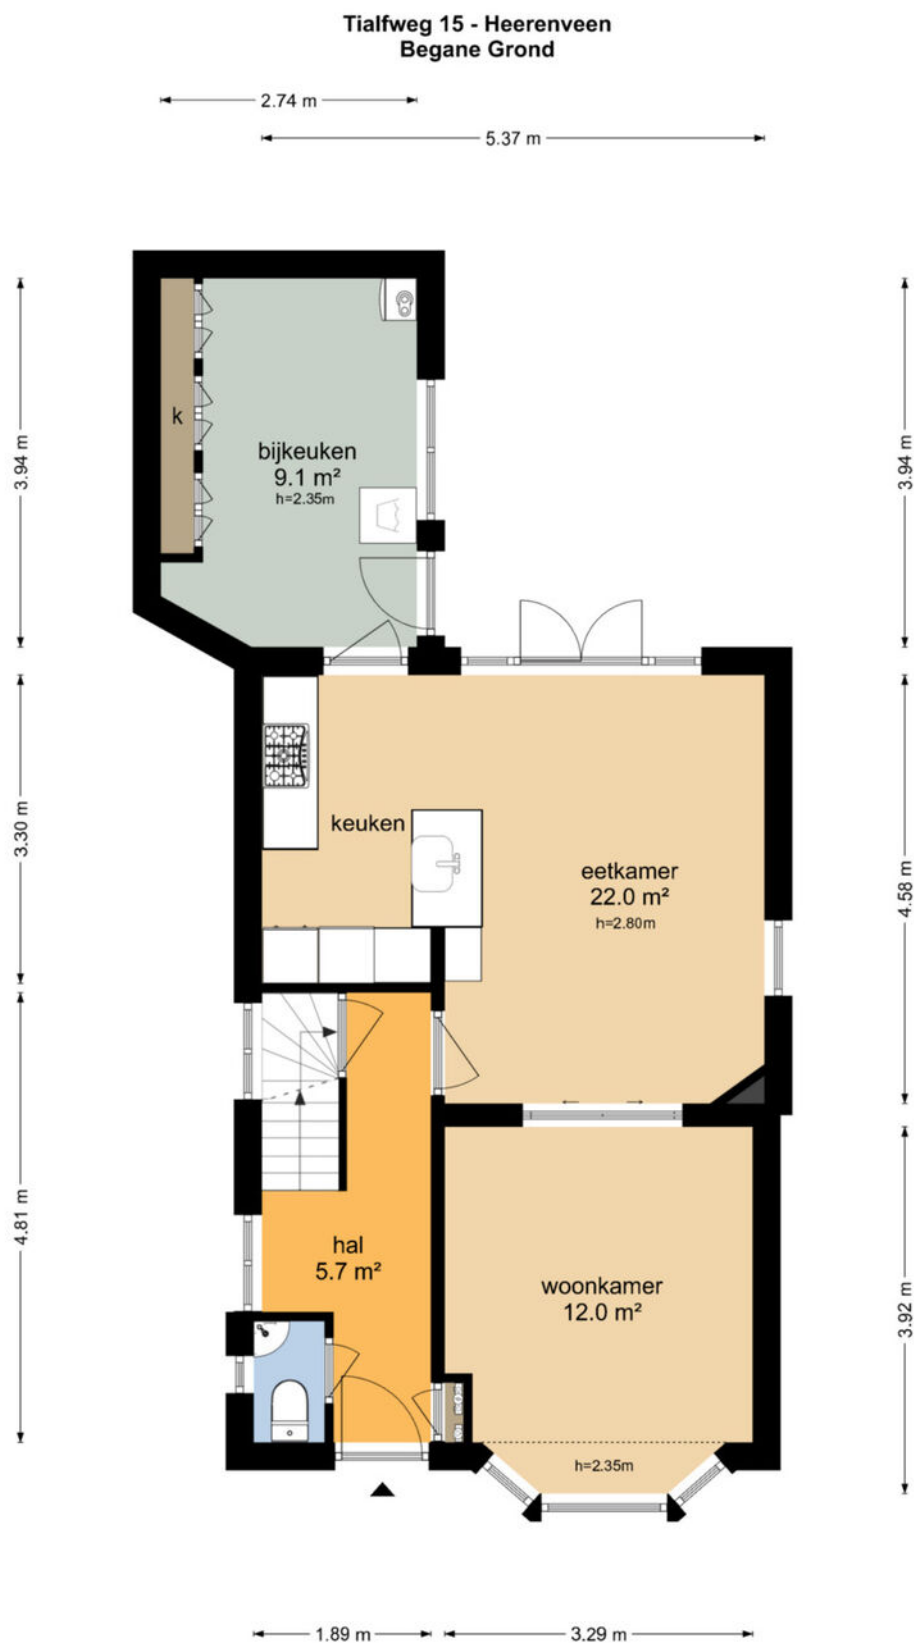 Tialfweg 15 - Heerenveen
Begane Grond
2.74 m
5.37 m
3.94 m
3.94 m
k
bijkeuken
9.1 m²
h=2.35m
3.30 m
keuken
eetkamer
22.0 m²
h=2.80m
4.58 m
4.81 m
hal
5.7 m²
woonkamer
12.0 m²
3.92 m
h=2.35m
1.89 m
3.29 m